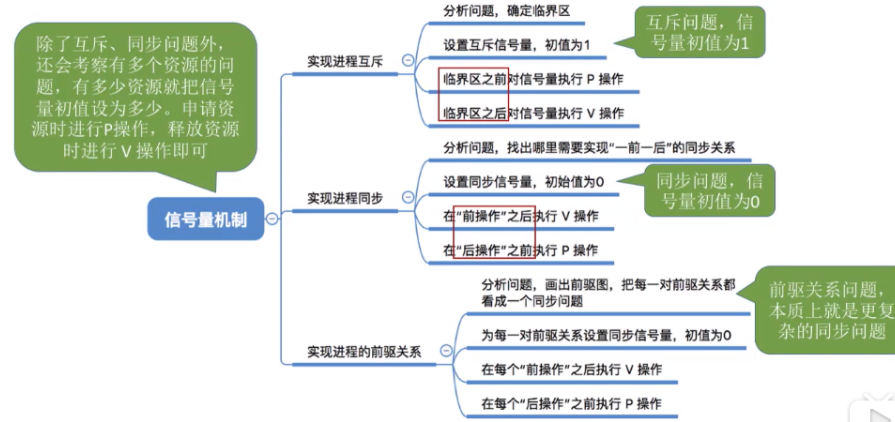 除了互斥、同步问题外，
还会考察有多个资源的问
题，有多少资源就把信号
量初值设为多少。申请资
源时进行P操作，释放资源
时进行 V 操作即可
信号量机制
实现进程互斥
分析问题，确定临界区
设置互斥信号量，初值为1
临界区之前对信号量执行 P 操作
临界区之后对信号量执行 V 操作
互斥问题，信
号量初值为1
实现进程同步
分析问题，找出哪里需要实现“一前一后”的同步关系
设置同步信号量，初始值为0
在“前操作”之后执行 V 操作
在“后操作”之前执行 P 操作
同步问题，信
号量初值为0
实现进程的前驱关系
分析问题，画出前驱图，把每一对前驱关系都
看成一个同步问题
为每一对前驱关系设置同步信号量，初值为0
在每个“前操作”之后执行 V 操作
在每个“后操作”之前执行 P 操作
前驱关系问题，
本质上就是更复
杂的同步问题